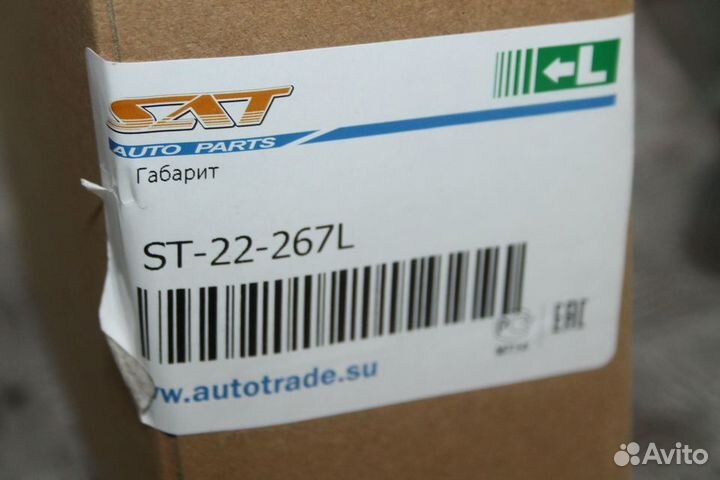 SAT
AUTO PARTS
L
Габарит
ST-22-267L
w.autotrade.su
EAC
Avito